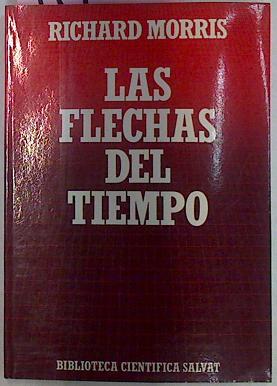 RICHARD MORRIS
LAS
FLECHAS
DEL
TIEMPO
BIBLIOTECA CIENTIFICA SALVAT